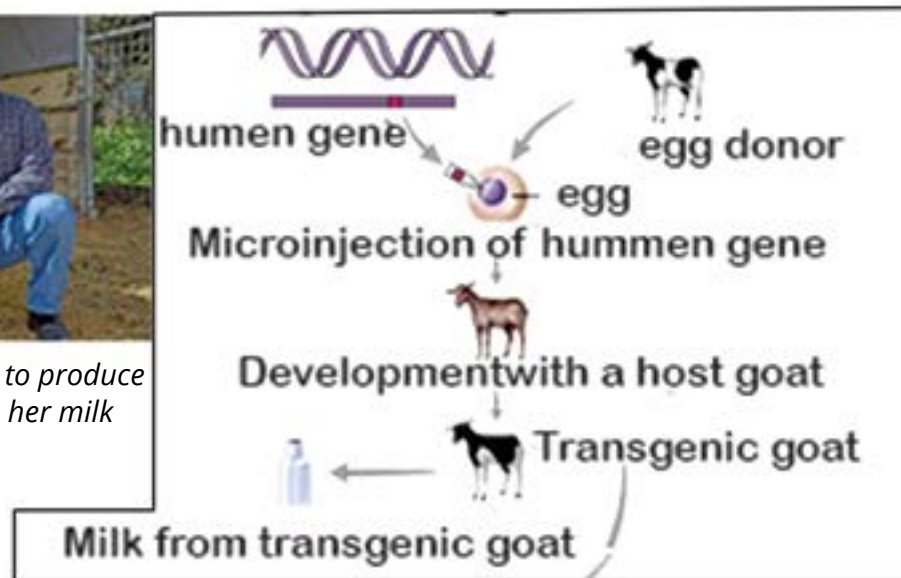 humen gene
egg donor
egg
Microinjection of hummen gene
to produce
her milk
Developmentwith a host goat
Transgenic goat
Milk from transgenic goat